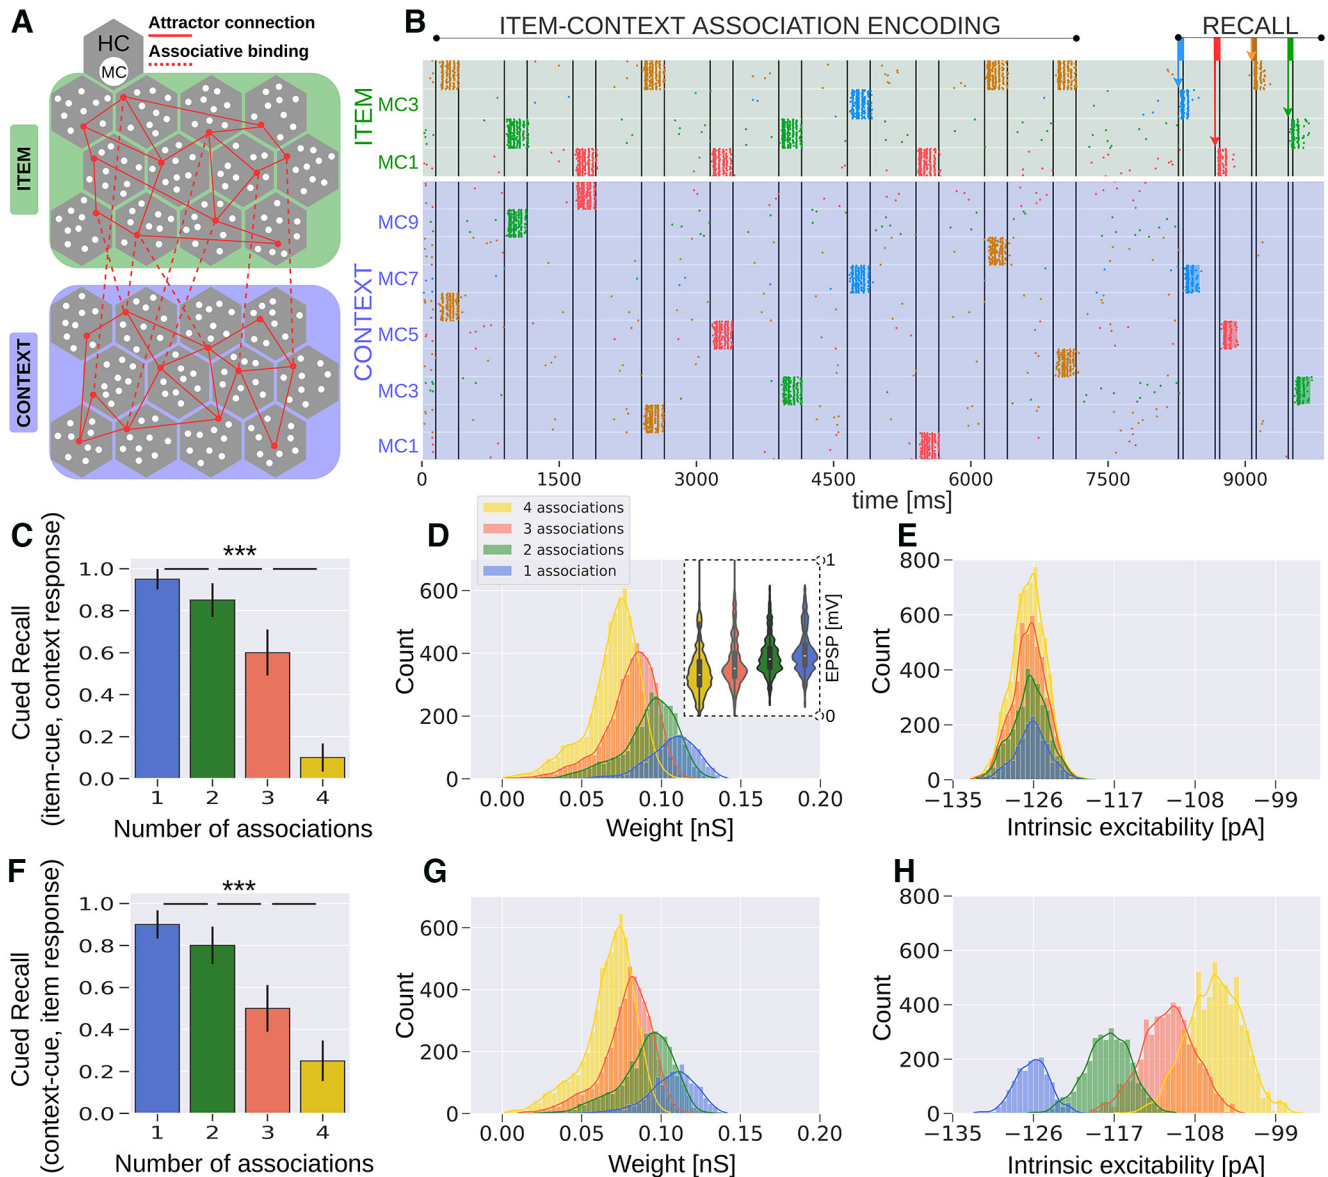 A
Attractor connection
Associative binding
HC
MC
ITEM
CONTEXT
B
ITEM-CONTEXT ASSOCIATION ENCODING
RECALL
ITEM
MC3
MC1
CONTEXT
MC9
MC7
MC5
MC3
MC1
0
1500
3000
4500
6000
7500
9000
time [ms]
C
Cued Recall
(item-cue, context response)
***
1.0
0.8
0.6
0.4
0.2
0.0
1
2
3
4
Number of associations
D
4 associations
3 associations
2 associations
1 association
Count
600
400
200
0
1
EPSP [mV]
0
0.00
0.05
0.10
0.15
0.20
Weight [nS]
E
Count
800
600
400
200
0
−135
−126
−117
−108
−99
Intrinsic excitability [pA]
F
Cued Recall
(context-cue, item response)
***
1.0
0.8
0.6
0.4
0.2
0.0
1
2
3
4
Number of associations
G
Count
600
400
200
0
0.00
0.05
0.10
0.15
0.20
Weight [nS]
H
Count
800
600
400
200
0
−135
−126
−117
−108
−99
Intrinsic excitability [pA]